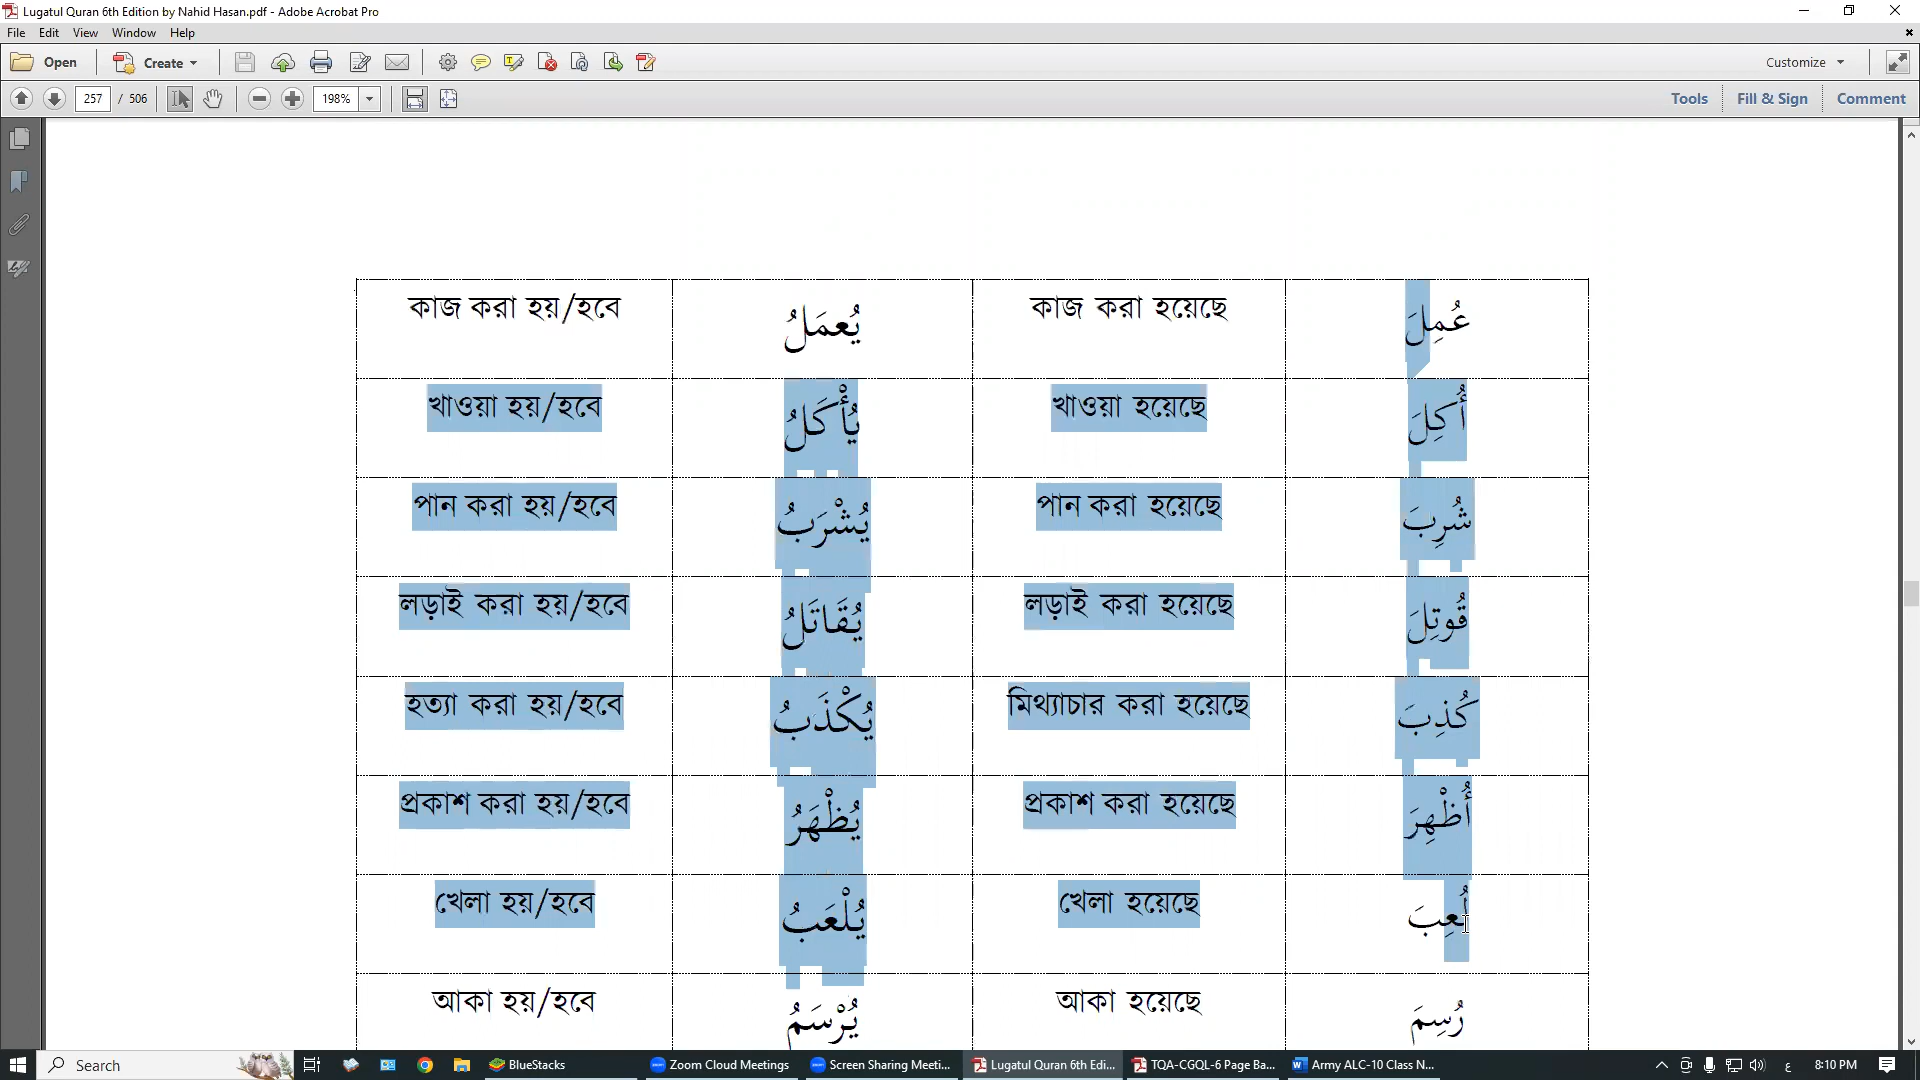 Lugatul Quran 6th Edition by Nahid Hasan.pdf - Adobe Acrobat Pro
File Edit View Window Help
Open Create Customize
257 / 506 198% Tools Fill & Sign Comment
কাজ করা হয়/হবে يُعمَلُ কাজ করা হয়েছে عُمِلَ
খাওয়া হয়/হবে يُأْكَلُ খাওয়া হয়েছে أُكِلَ
পান করা হয়/হবে يُشْرَبُ পান করা হয়েছে شُرِبَ
লড়াই করা হয়/হবে يُقَاتَلُ লড়াই করা হয়েছে قُوتِلَ
হত্যা করা হয়/হবে يُكْذَبُ মিথ্যাচার করা হয়েছে كُذِبَ
প্রকাশ করা হয়/হবে يُظْهَرُ প্রকাশ করা হয়েছে أُظْهِرَ
খেলা হয়/হবে يُلْعَبُ খেলা হয়েছে لُعِبَ
আকা হয়/হবে يُرْسَمُ আকা হয়েছে رُسِمَ
Search BlueStacks Zoom Cloud Meetings Screen Sharing Meeti... Lugatul Quran 6th Edi... TQA-CGQL-6 Page Ba... Army ALC-10 Class N... ع 8:10 PM